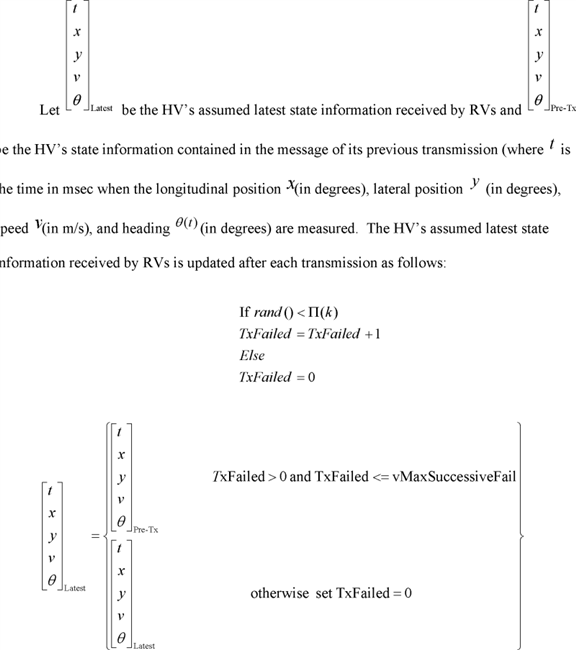 Let [t x y v θ]Latest be the HV's assumed latest state information received by RVs and [t x y v θ]Pre-Tx
be the HV's state information contained in the message of its previous transmission (where t is
the time in msec when the longitudinal position x(in degrees), lateral position y (in degrees),
speed v(in m/s), and heading θ(t) (in degrees) are measured. The HV's assumed latest state
information received by RVs is updated after each transmission as follows:
If rand() < Π(k)
TxFailed = TxFailed +1
Else
TxFailed = 0
[t x y v θ]Latest = { [t x y v θ]Pre-Tx TxFailed > 0 and TxFailed <= vMaxSuccessiveFail
[t x y v θ]Latest otherwise set TxFailed = 0 }